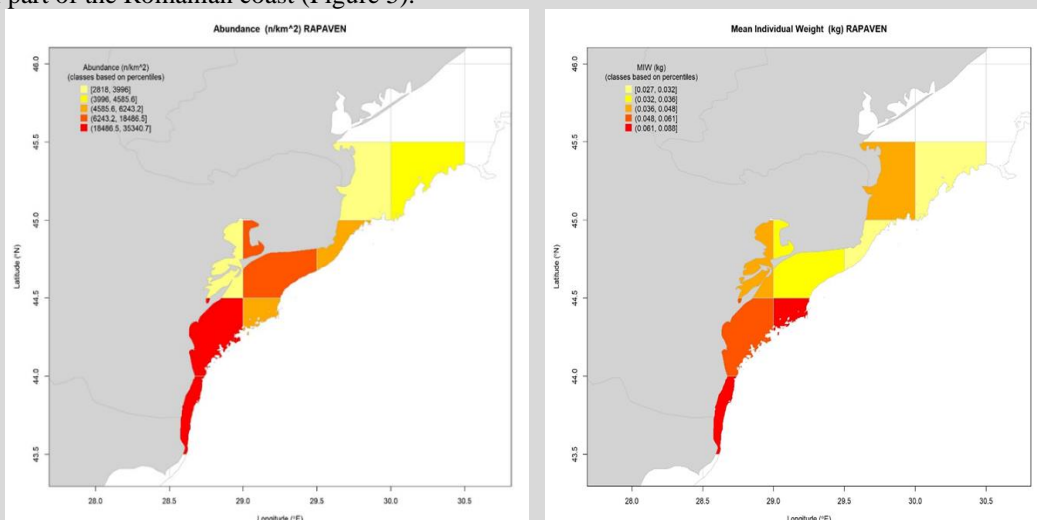 part of the Romanian coast (Figure 3).
Abundance (n/km^2) RAPAVEN
Abundance (n/km^2)
(classes based on percentiles)
[2818, 3996]
(3996, 4585.6]
(4585.6, 6243.2]
(6243.2, 18486.5]
(18486.5, 35340.7]
46.0
45.5
45.0
44.5
44.0
43.5
Latitude (°N)
28.0 28.5 29.0 29.5 30.0 30.5
Longitude (°E)
Mean Individual Weight (kg) RAPAVEN
MIW (kg)
(classes based on percentiles)
[0.027, 0.032]
(0.032, 0.036]
(0.036, 0.048]
(0.048, 0.061]
(0.061, 0.088]
46.0
45.5
45.0
44.5
44.0
43.5
Latitude (°N)
28.0 28.5 29.0 29.5 30.0 30.5
Longitude (°E)